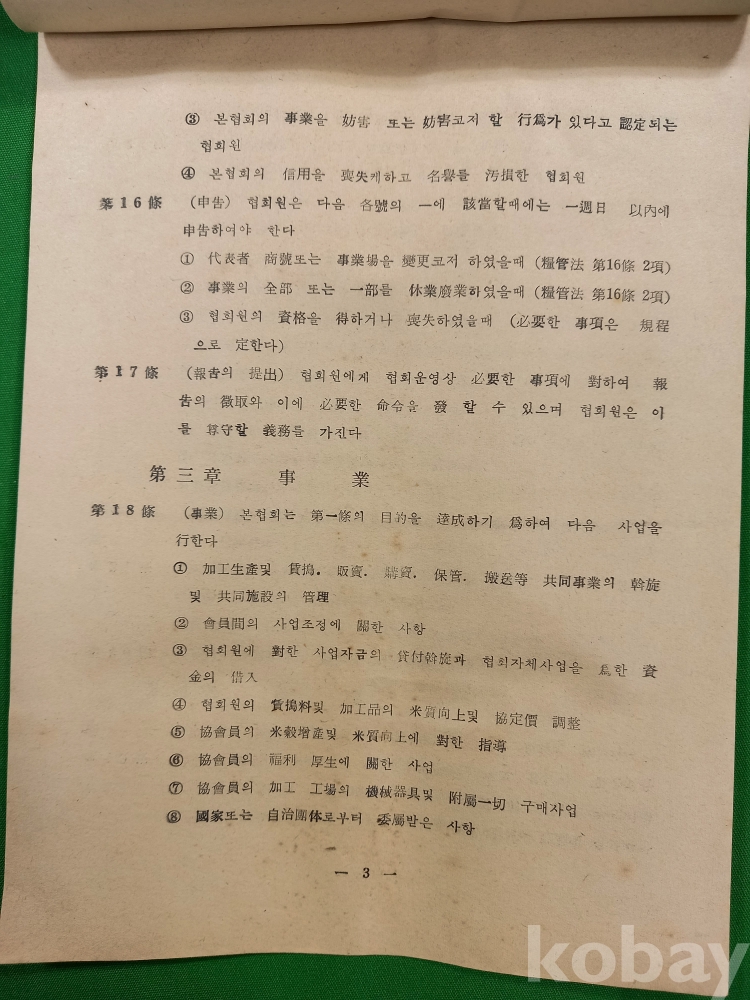 ③ 본협회의 事業을 妨害 또는 妨害코저 할 行爲가 있다고 認定되는
협회원
④ 본협회의 信用을 喪失케하고 名譽를 汚損한 협회원
第16條 (申告) 협회원은 다음 各號의 一에 該當할때에는 一週日 以內에
申告하여야 한다
① 代表者 商號또는 事業場을 變更코저 하였을때 (糧管法 第16條 2項)
② 事業의 全部 또는 一部를 休業廢業하였을때 (糧管法 第16條 2項)
③ 협회원의 資格을 得하거나 喪失하였을때 (必要한 事項은 規程
으로 定한다)
第17條 (報告의 提出) 협회원에게 협회운영상 必要한 事項에 對하여 報
告의 徵取와 이에 必要한 命令을 發 할 수 있으며 협회원은 이
를 尊守할 義務를 가진다
第三章 事 業
第18條 (事業) 본협회는 第一條의 目的을 達成하기 爲하여 다음 사업을
行한다
① 加工生產및 賃搗. 販賣. 購買. 保管. 搬送等 共同事業의 斡旋
및 共同施設의 管理
② 會員間의 사업조정에 關한 사항
③ 협회원에 對한 사업자금의 貸付斡旋과 협회자체사업을 爲한 資
金의 借入
④ 협회원의 賃搗料및 加工品의 米質向上및 協定價 調整
⑤ 協會員의 米穀增產및 米質向上에 對한 指導
⑥ 協會員의 福利 厚生에 關한 사업
⑦ 協會員의 加工 工場의 機械器具및 附屬一切 구매사업
⑧ 國家또는 自治團体로부터 委屬받은 사항
— 3 —
kobay